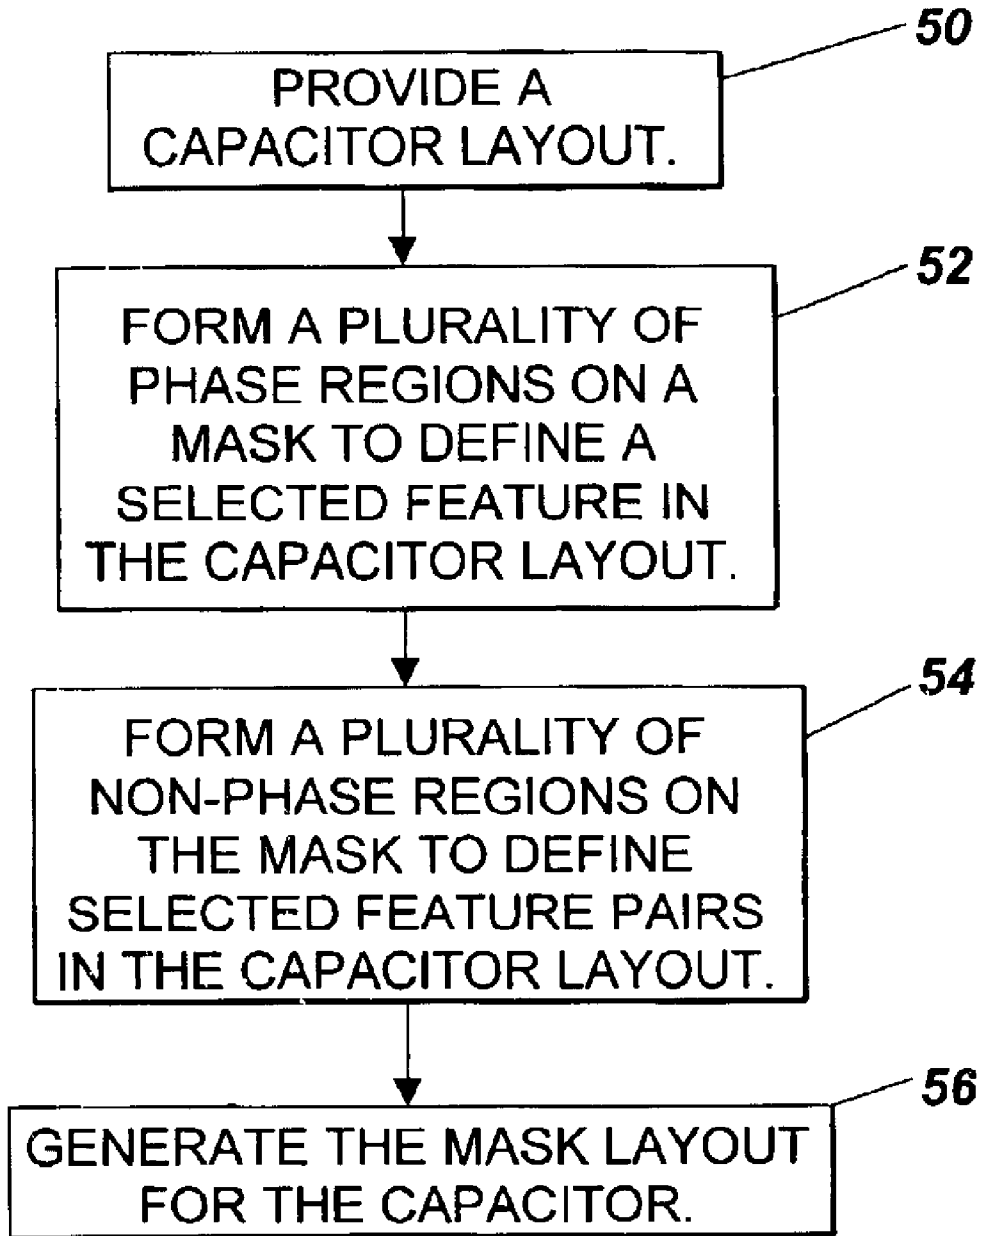 50
PROVIDE A
CAPACITOR LAYOUT.
52
FORM A PLURALITY OF
PHASE REGIONS ON A
MASK TO DEFINE A
SELECTED FEATURE IN
THE CAPACITOR LAYOUT.
54
FORM A PLURALITY OF
NON-PHASE REGIONS ON
THE MASK TO DEFINE
SELECTED FEATURE PAIRS
IN THE CAPACITOR LAYOUT.
56
GENERATE THE MASK LAYOUT
FOR THE CAPACITOR.